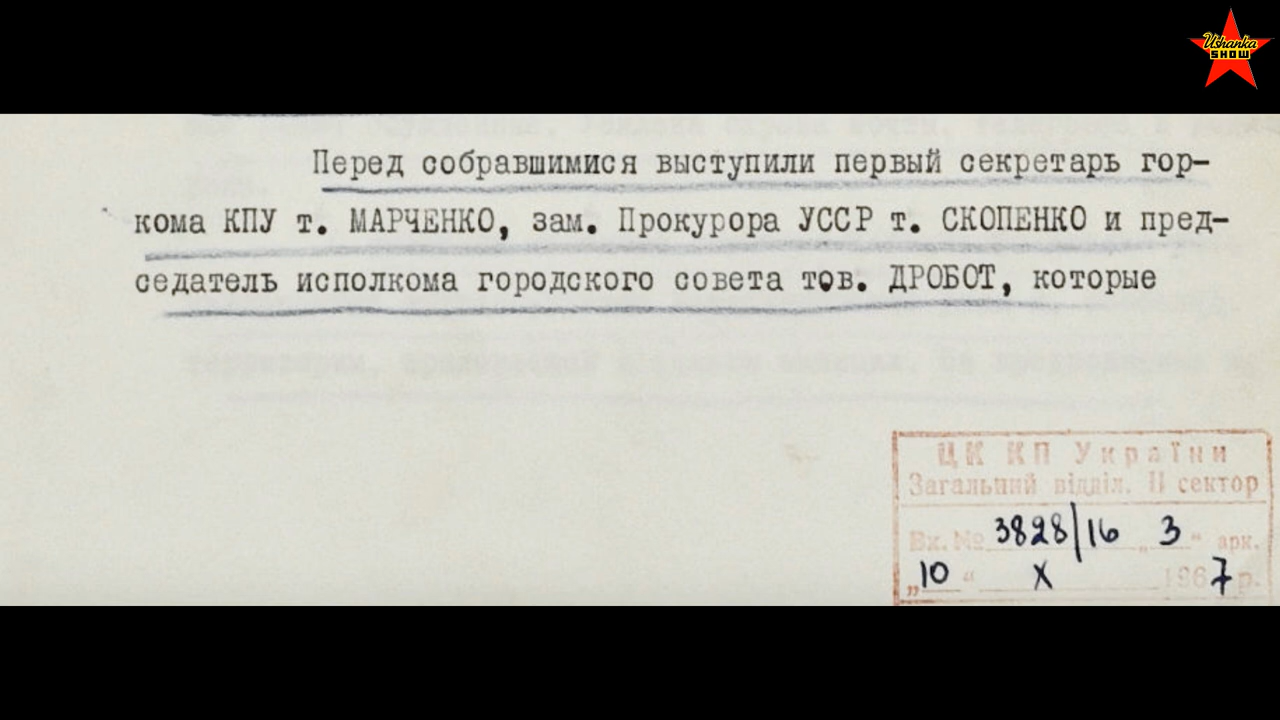 Ushanka
SHOW
Перед собравшимися выступили первый секретарь гор-
кома КПУ т. МАРЧЕНКО, зам. Прокурора УССР т. СКОПЕНКО и пред-
седатель исполкома городского совета тов. ДРОБОТ, которые
ЦК КП України
Загальний відділ. II сектор
Вх. № 3828/16 „3“ арк.
„10“ X 1967 р.